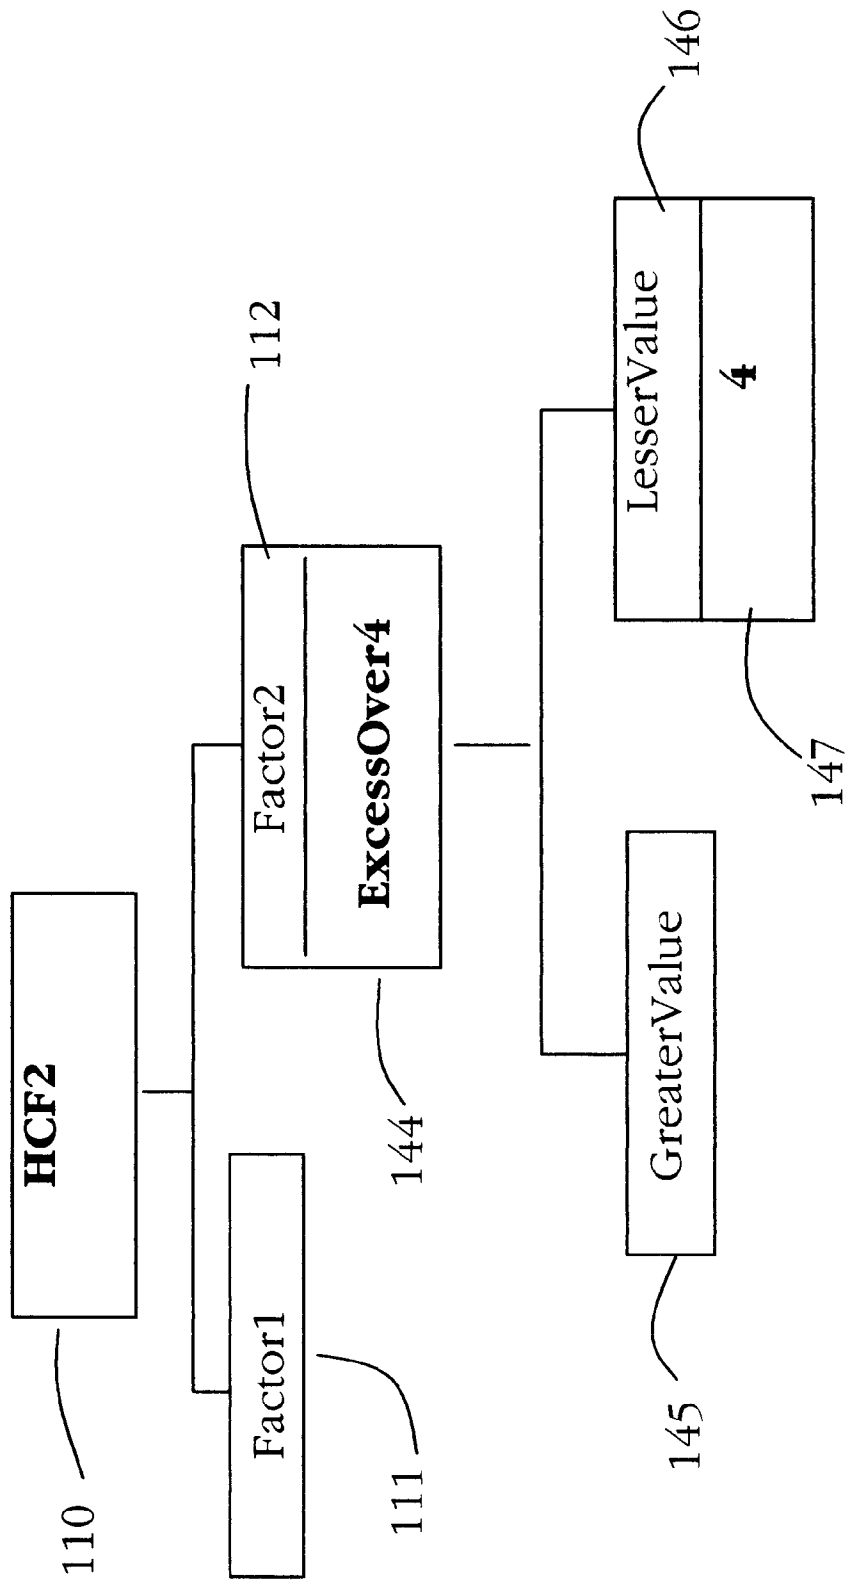 110
HCF2
Factor1
111
Factor2
112
ExcessOver4
144
GreaterValue
145
LesserValue
146
4
147